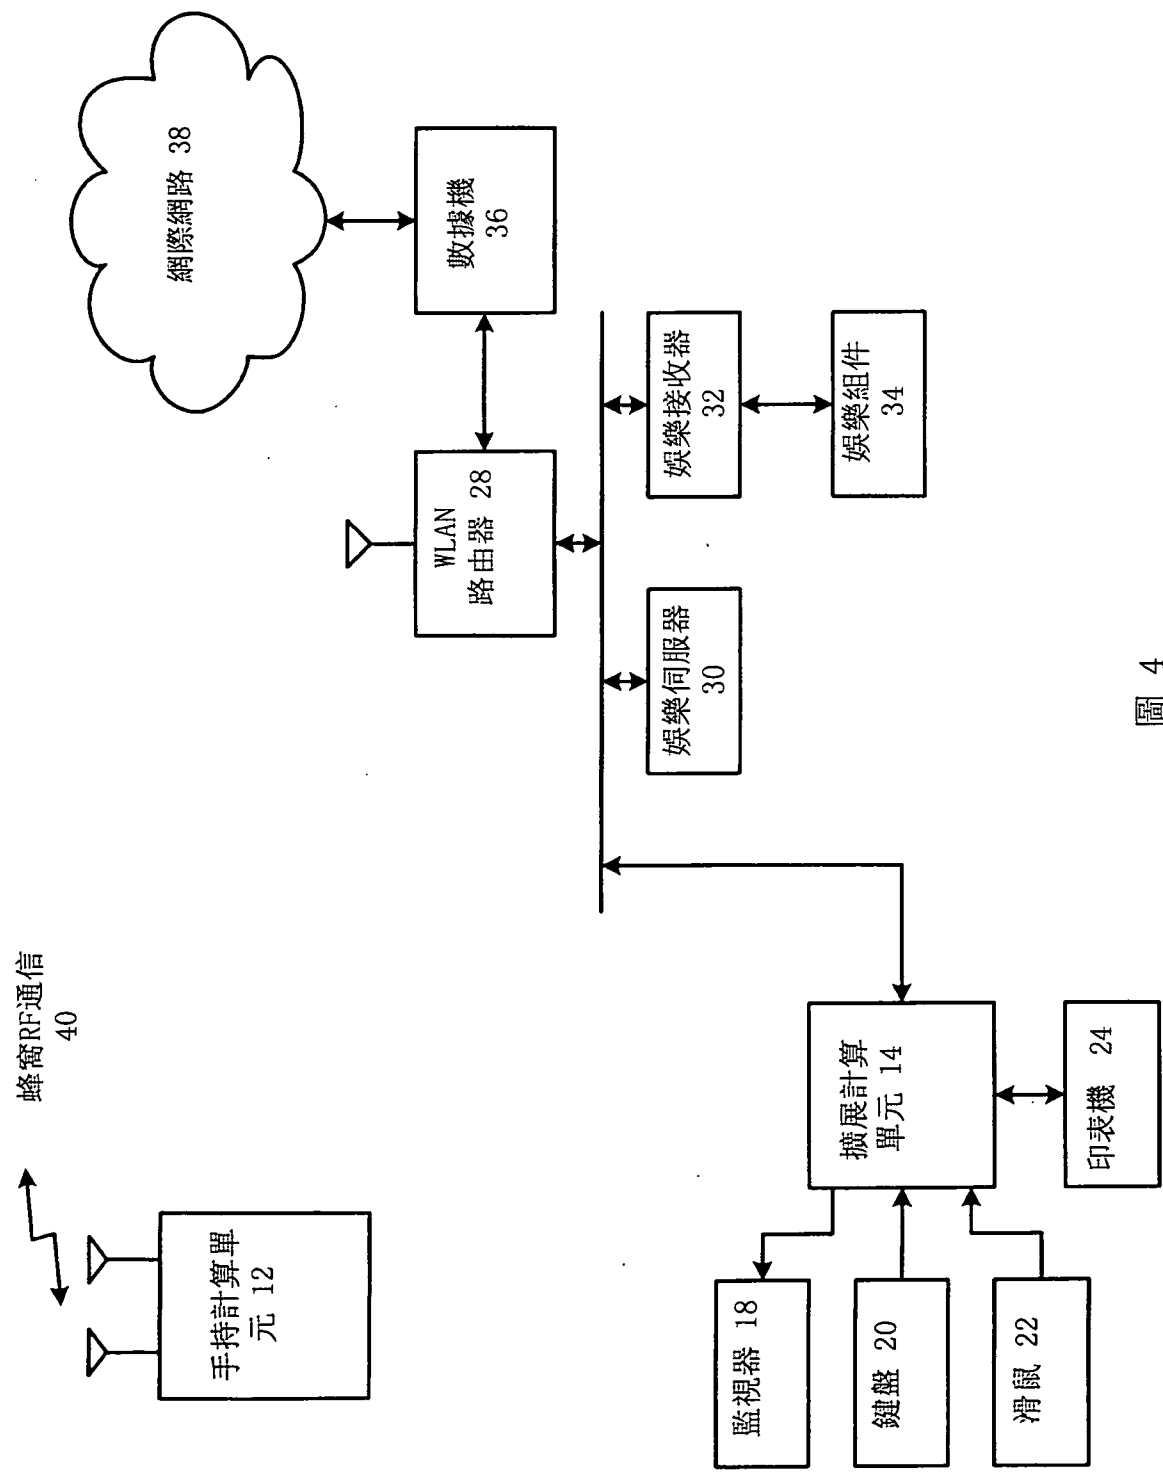 蜂窩RF通信
40
手持計算單
元 12
監視器 18
鍵盤 20
滑鼠 22
擴展計算
單元 14
印表機 24
網際網路 38
數據機
36
WLAN
路由器 28
娛樂伺服器
30
娛樂接收器
32
娛樂組件
34
圖 4